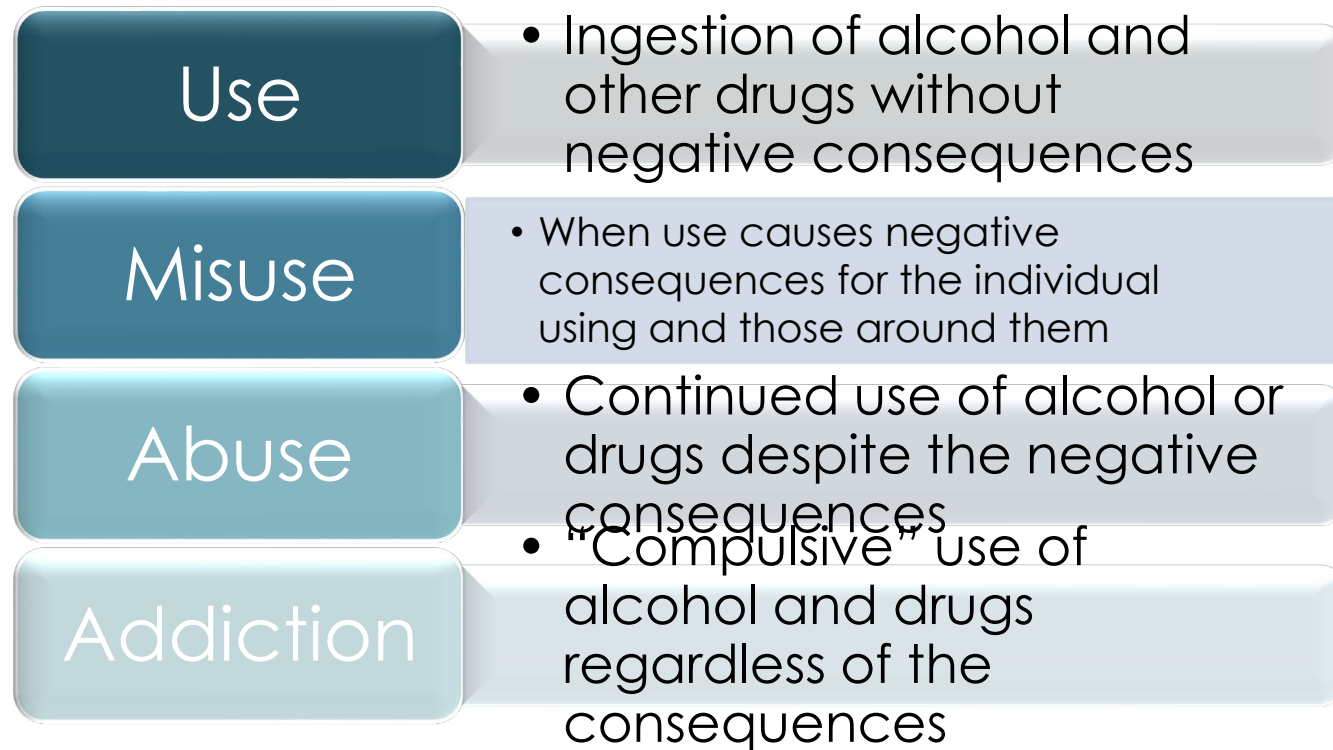 Use
• Ingestion of alcohol and
other drugs without
negative consequences
Misuse
• When use causes negative
consequences for the individual
using and those around them
Abuse
• Continued use of alcohol or
drugs despite the negative
consequences
Addiction
• “Compulsive” use of
alcohol and drugs
regardless of the
consequences